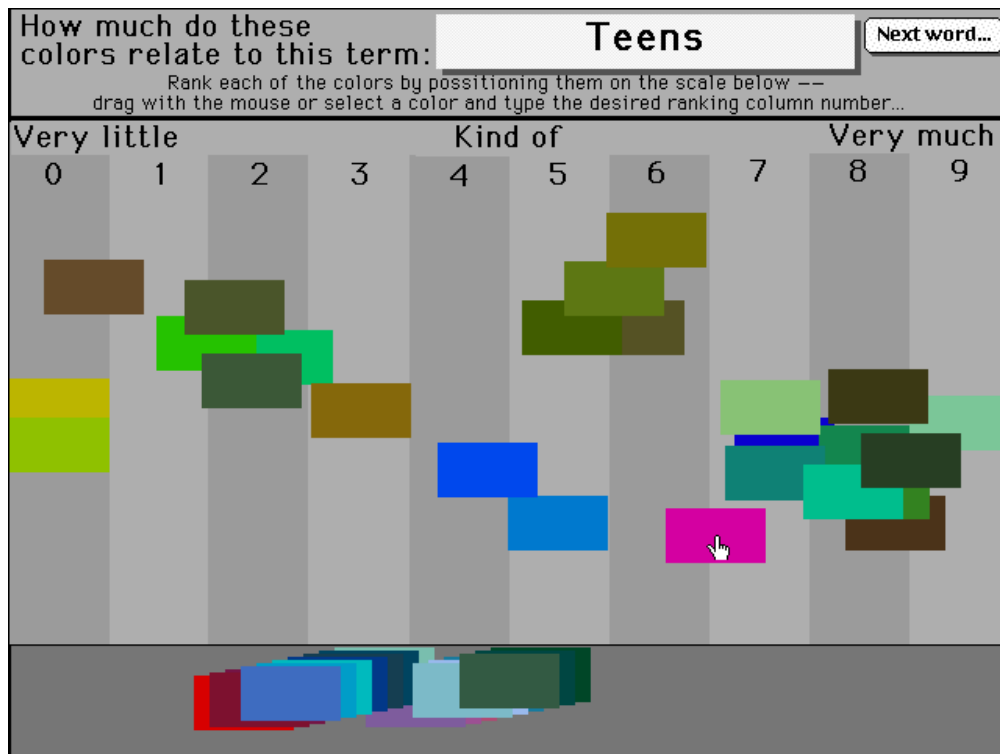 How much do these
colors relate to this term:
Teens
Next word...
Rank each of the colors by possitioning them on the scale below --
drag with the mouse or select a color and type the desired ranking column number...
Very little Kind of Very much
0 1 2 3 4 5 6 7 8 9